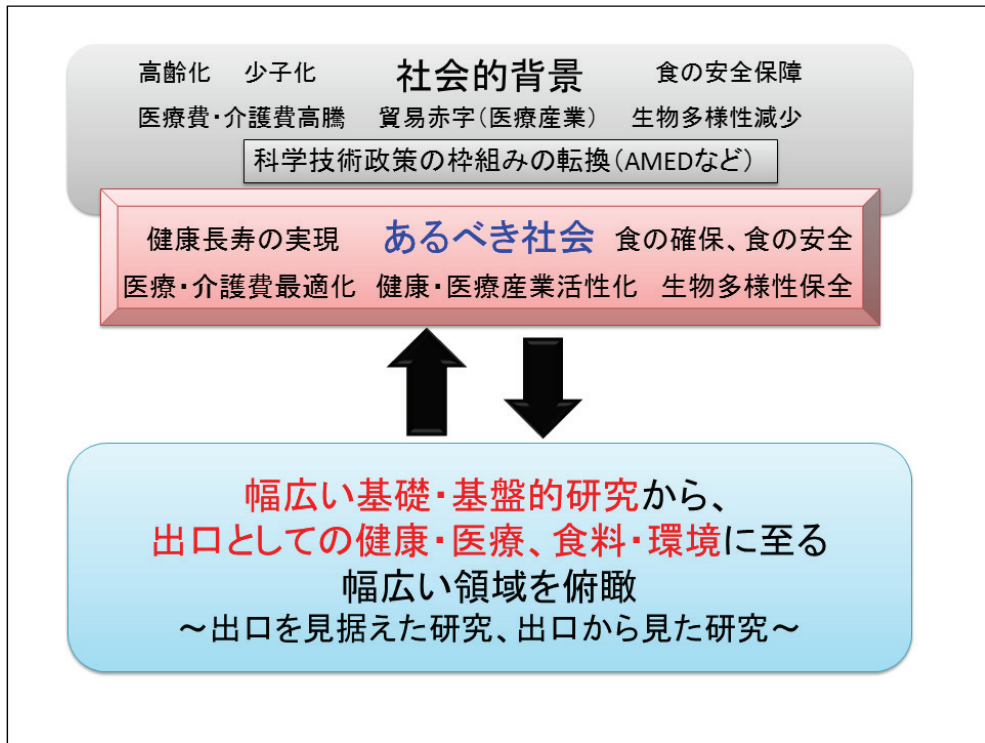 高齢化 少子化 社会的背景 食の安全保障
医療費・介護費高騰 貿易赤字(医療産業) 生物多様性減少
科学技術政策の枠組みの転換(AMEDなど)
健康長寿の実現 あるべき社会 食の確保、食の安全
医療・介護費最適化 健康・医療産業活性化 生物多様性保全
幅広い基礎・基盤的研究から、
出口としての健康・医療、食料・環境に至る
幅広い領域を俯瞰
～出口を見据えた研究、出口から見た研究～